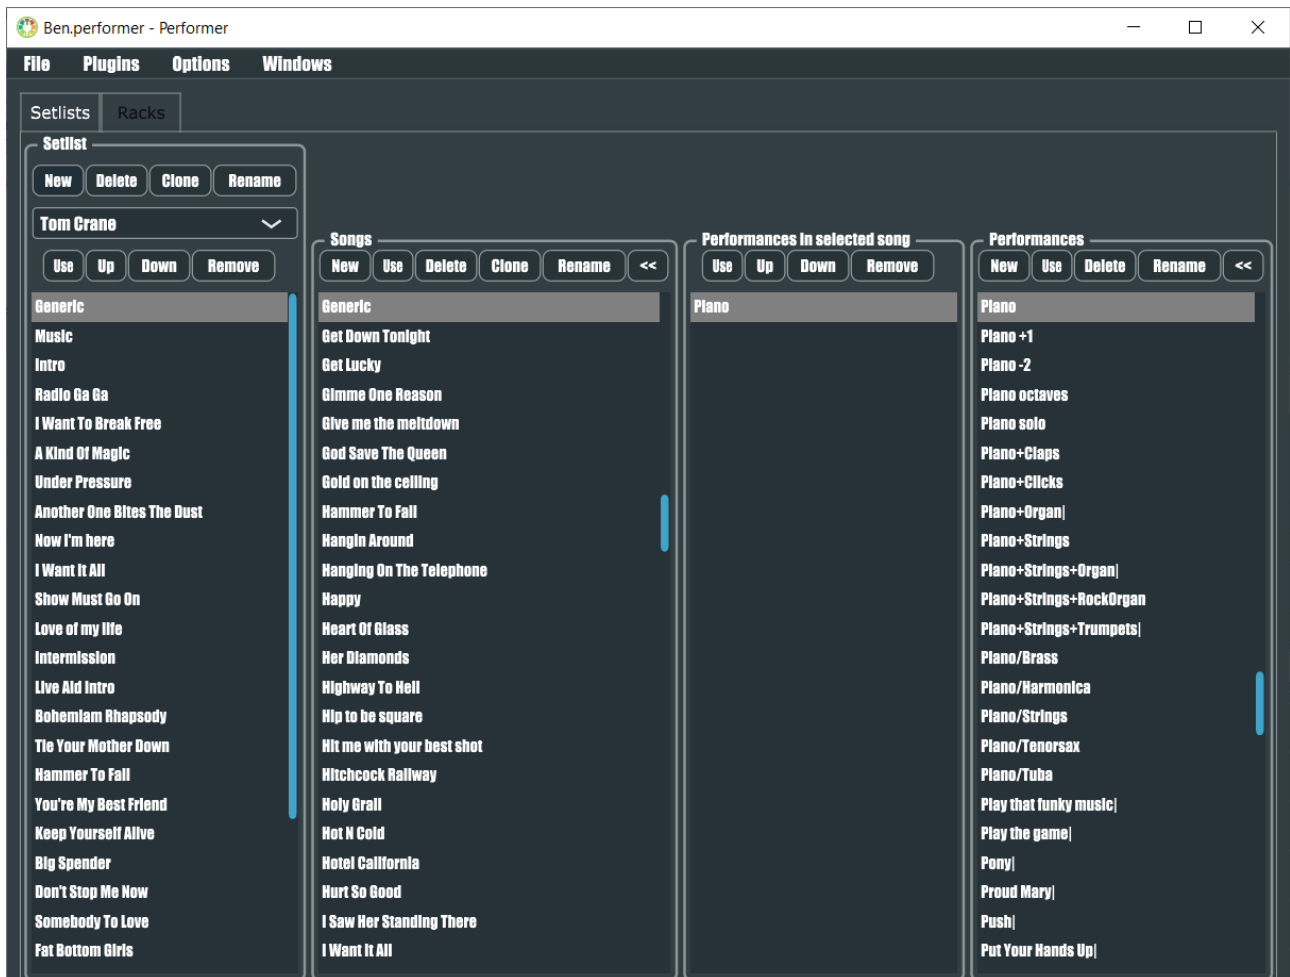 Ben.performer - Performer
File Plugins Options Windows
Setlists Racks
Setlist
New Delete Clone Rename
Tom Crane
Use Up Down Remove
Generic
Music
Intro
Radio Ga Ga
I Want To Break Free
A Kind Of Magic
Under Pressure
Another One Bites The Dust
Now I'm here
I Want It All
Show Must Go On
Love of my life
Intermission
Live Aid Intro
Bohemiam Rhapsody
Tie Your Mother Down
Hammer To Fall
You're My Best Friend
Keep Yourself Alive
Big Spender
Don't Stop Me Now
Somebody To Love
Fat Bottom Girls
Songs
New Use Delete Clone Rename <<
Generic
Get Down Tonight
Get Lucky
Gimme One Reason
Give me the meltdown
God Save The Queen
Gold on the ceiling
Hammer To Fall
Hangin Around
Hanging On The Telephone
Happy
Heart Of Glass
Her Diamonds
Highway To Hell
Hip to be square
Hit me with your best shot
Hitchcock Railway
Holy Grail
Hot N Cold
Hotel California
Hurt So Good
I Saw Her Standing There
I Want It All
Performances in selected song
Use Up Down Remove
Piano
Performances
New Use Delete Rename <<
Piano
Piano +1
Piano -2
Piano octaves
Piano solo
Piano+Claps
Piano+Clicks
Piano+Organ|
Piano+Strings
Piano+Strings+Organ|
Piano+Strings+RockOrgan
Piano+Strings+Trumpets|
Piano/Brass
Piano/Harmonica
Piano/Strings
Piano/Tenorsax
Piano/Tuba
Play that funky music|
Play the game|
Pony|
Proud Mary|
Push|
Put Your Hands Up|